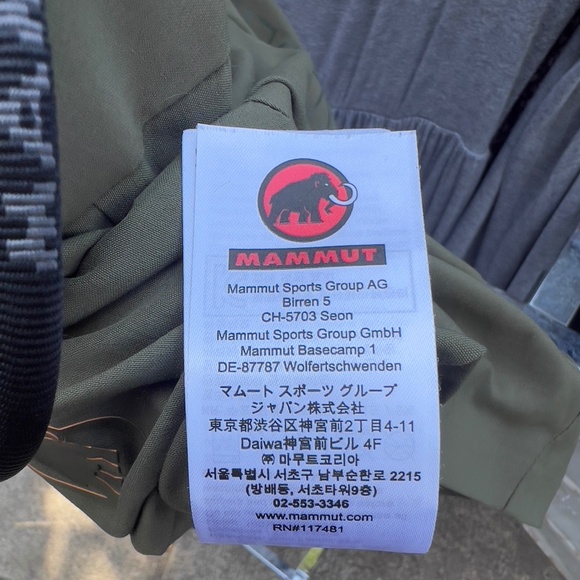 MAMMUT
Mammut Sports Group AG
Birren 5
CH-5703 Seon
Mammut Sports Group GmbH
Mammut Basecamp 1
DE-87787 Wolfertschwenden
マムート スポーツ グループ
ジャパン株式会社
東京都渋谷区神宮前2丁目4-11
Daiwa神宮前ビル 4F
㈜ 마무트코리아
서울특별시 서초구 남부순환로 2215
(방배동, 서초타워9층)
02-553-3346
www.mammut.com
RN#117481